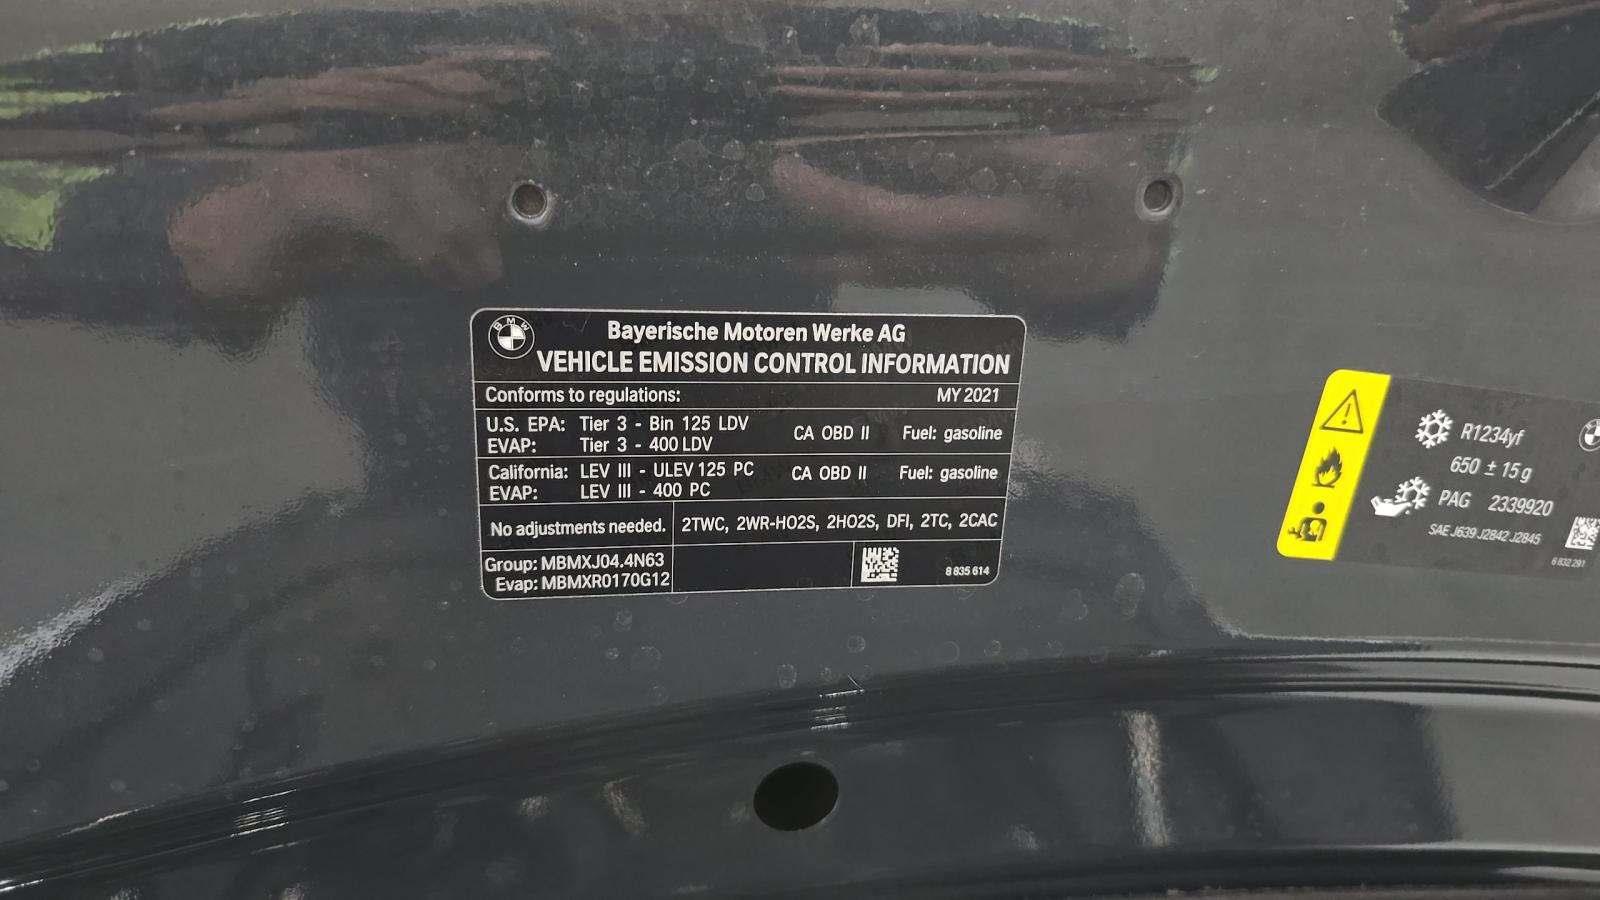 BMW
Bayerische Motoren Werke AG
VEHICLE EMISSION CONTROL INFORMATION
Conforms to regulations: MY 2021
U.S. EPA: Tier 3 - Bin 125 LDV CA OBD II Fuel: gasoline
EVAP: Tier 3 - 400 LDV
California: LEV III - ULEV 125 PC CA OBD II Fuel: gasoline
EVAP: LEV III - 400 PC
No adjustments needed. 2TWC, 2WR-HO2S, 2HO2S, DFI, 2TC, 2CAC
Group: MBMXJ04.4N63
Evap: MBMXR0170G12
8 835 614
R1234yf
650 ± 15 g
PAG 2339920
SAE J639 J2842 J2845
6 832 291